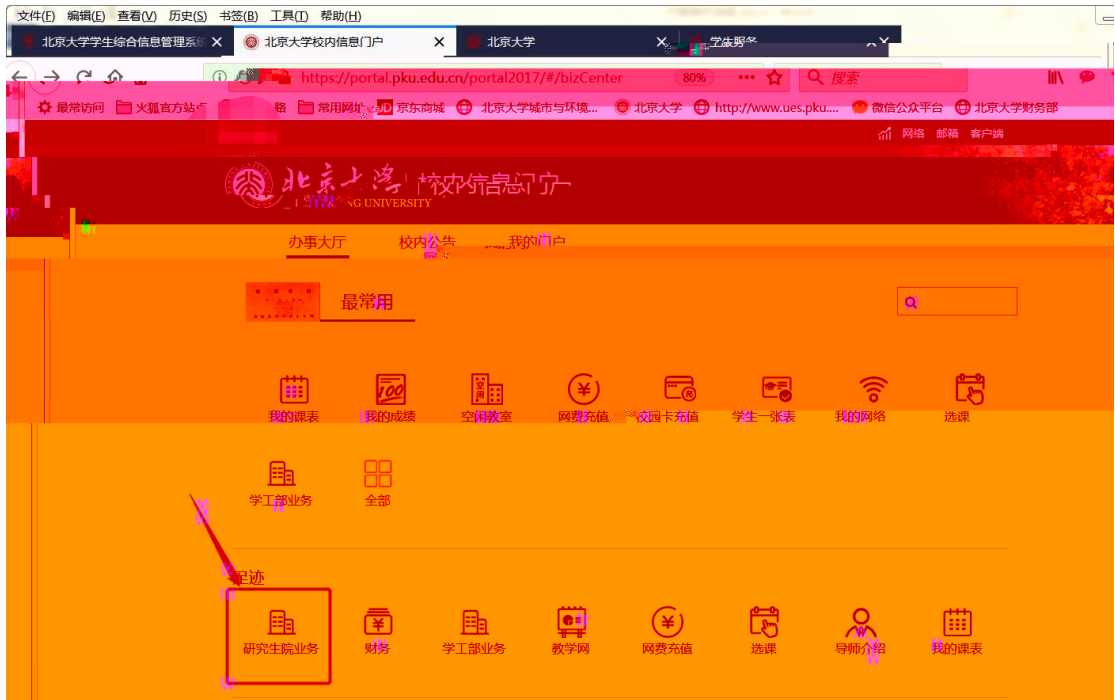 文件(F) 编辑(E) 查看(V) 历史(S) 书签(B) 工具(T) 帮助(H)
北京大学学生综合信息管理系统 北京大学校内信息门户 北京大学
https://portal.pku.edu.cn/portal2017/#/bizCenter 80% 搜索
最常访问 火狐官方站点 常用网址 京东商城 北京大学城市与环境... 北京大学 http://www.ues.pku.... 微信公众平台 北京大学财务部
网络 邮箱 客户端
北京大学 校内信息门户
办事大厅 校内公告 我的门户
最常用
我的课表 我的成绩 空闲教室 网费充值 校园卡充值 学生一张表 我的网络 选课
学工部业务 全部
足迹
研究生院业务 财务 学工部业务 教学网 网费充值 选课 导师介绍 我的课表